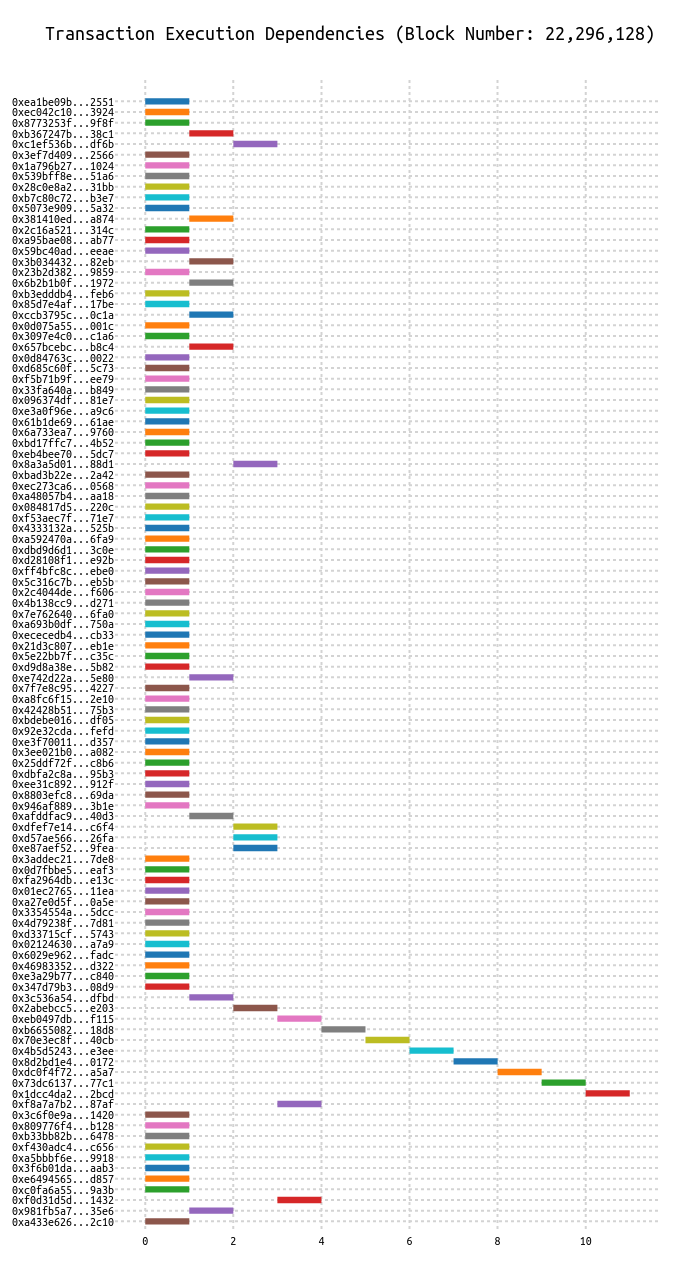 Transaction Execution Dependencies (Block Number: 22,296,128)
0xea1be09b...2551
0xec042c10...3924
0x8773253f...9f8f
0xb367247b...38c1
0xc1ef536b...df6b
0x3ef7d409...2566
0x1a796b27...1024
0x539bff8e...51a6
0x28c0e8a2...31bb
0xb7c80c72...b3e7
0x5073e909...5a32
0x381410ed...a874
0x2c16a521...314c
0xa95bae08...ab77
0x59bc40ad...eeae
0x3b034432...82eb
0x23b2d382...9859
0x6b2b1b0f...1972
0xb3edddb4...feb6
0x85d7e4af...17be
0xccb3795c...0c1a
0x0d075a55...001c
0x3097e4c0...c1a6
0x657bcebc...b8c4
0x0d84763c...0022
0xd685c60f...5c73
0xf5b71b9f...ee79
0x33fa640a...b849
0x096374df...81e7
0xe3a0f96e...a9c6
0x61b1de69...61ae
0x6a733ea7...9760
0xbd17ffc7...4b52
0xeb4bee70...5dc7
0x8a3a5d01...88d1
0xbad3b22e...2a42
0xec273ca6...0568
0xa48057b4...aa18
0x084817d5...220c
0xf53aec7f...71e7
0x4333132a...525b
0xa592470a...6fa9
0xdbd9d6d1...3c0e
0xd28108f1...e92b
0xff4bfc8c...ebe0
0x5c316c7b...eb5b
0x2c4044de...f606
0x4b138cc9...d271
0x7e762640...6fa0
0xa693b0df...750a
0xececedb4...cb33
0x21d3c807...eb1e
0x5e22bb7f...c35c
0xd9d8a38e...5b82
0xe742d22a...5e80
0x7f7e8c95...4227
0xa8fc6f15...2e10
0x42428b51...75b3
0xbdebe016...df05
0x92e32cda...fefd
0xe3f70011...d357
0x3ee021b0...a082
0x25ddf72f...c8b6
0xdbfa2c8a...95b3
0xee31c892...912f
0x8803efc8...69da
0x946af889...3b1e
0xafddfac9...40d3
0xdfef7e14...c6f4
0xd57ae566...26fa
0xe87aef52...9fea
0x3addec21...7de8
0x0d7fbbe5...eaf3
0xfa2964db...e13c
0x01ec2765...11ea
0xa27e0d5f...0a5e
0x3354554a...5dcc
0x4d79238f...7d81
0xd33715cf...5743
0x02124630...a7a9
0x6029e962...fadc
0x46983352...d322
0xe3a29b77...c840
0x347d79b3...08d9
0x3c536a54...dfbd
0x2abebcc5...e203
0xeb0497db...f115
0xb6655082...18d8
0x70e3ec8f...40cb
0x4b5d5243...e3ee
0x8d2bd1e4...0172
0xdc0f4f72...a5a7
0x73dc6137...77c1
0x1dcc4da2...2bcd
0xf8a7a7b2...87af
0x3c6f0e9a...1420
0x809776f4...b128
0xb33bb82b...6478
0xf430adc4...c656
0xa5bbbf6e...9918
0x3f6b01da...aab3
0xe6494565...d857
0xc0fa6a55...9a3b
0xf0d31d5d...1432
0x981fb5a7...35e6
0xa433e626...2c10
0 2 4 6 8 10